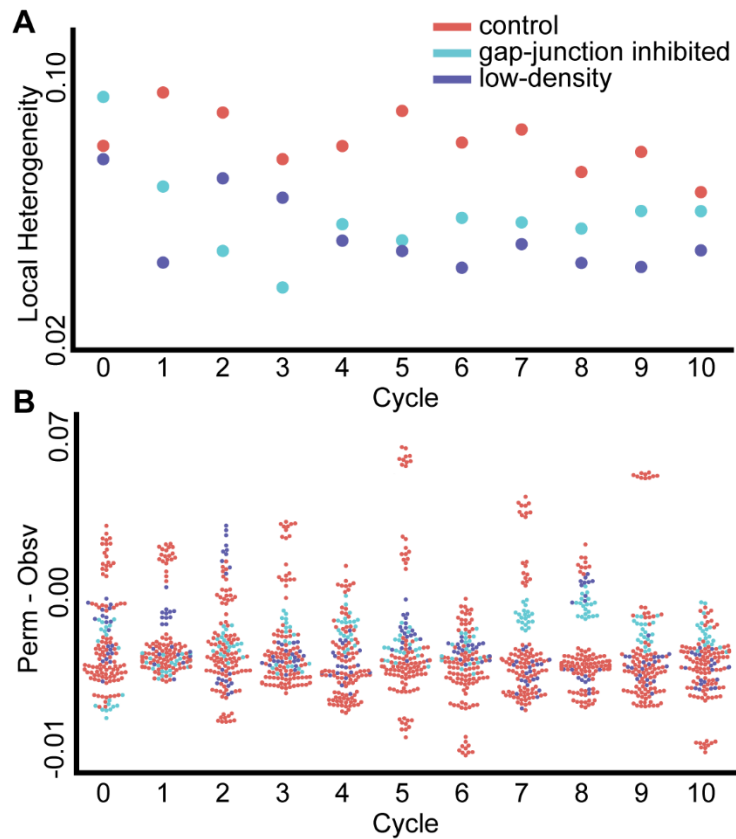 A
control
gap-junction inhibited
low-density
Local Heterogeneity
0.10
0.02
0 1 2 3 4 5 6 7 8 9 10
Cycle
B
Perm - Obsv
0.07
0.00
-0.01
0 1 2 3 4 5 6 7 8 9 10
Cycle